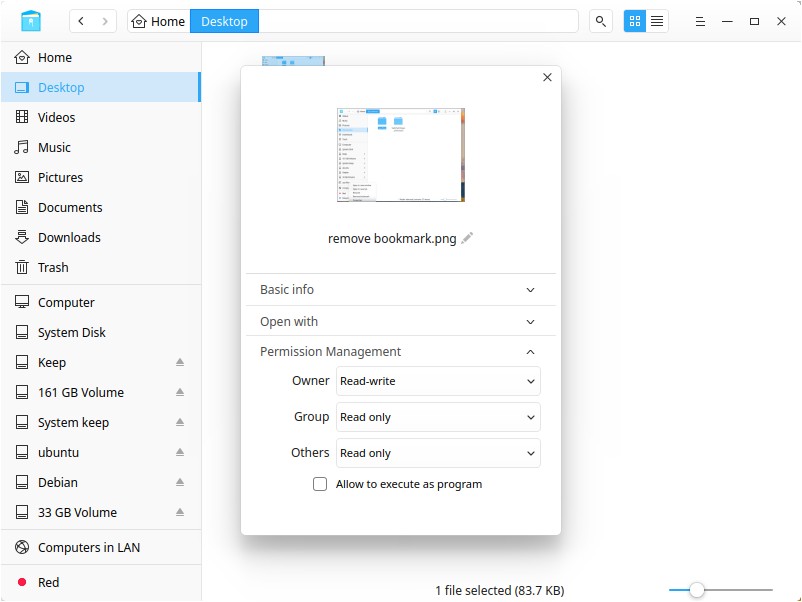 Home
Desktop
Home
Desktop
Videos
Music
Pictures
Documents
Downloads
Trash
Computer
System Disk
Keep
161 GB Volume
System keep
ubuntu
Debian
33 GB Volume
Computers in LAN
Red
remove bookmark.png
Basic info
Open with
Permission Management
Owner Read-write
Group Read only
Others Read only
Allow to execute as program
1 file selected (83.7 KB)